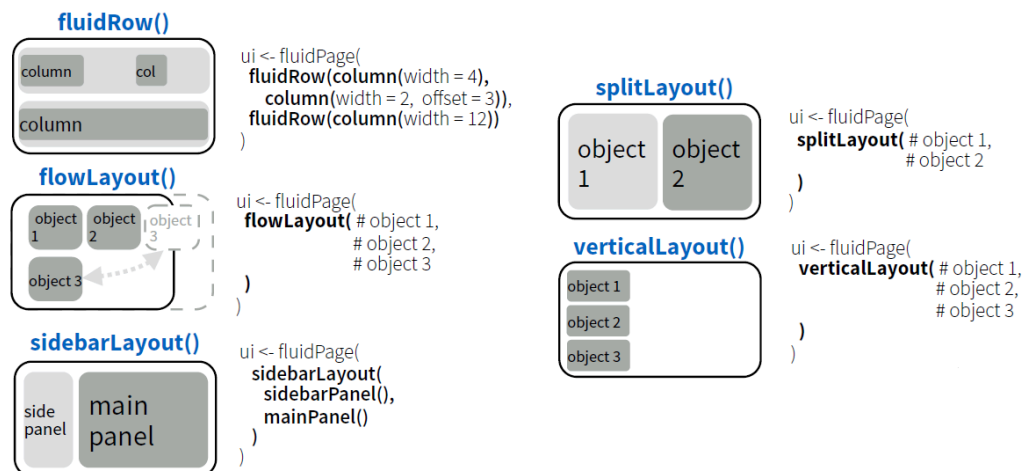 fluidRow()
column
col
column
ui <- fluidPage(
fluidRow(column(width = 4),
column(width = 2, offset = 3)),
fluidRow(column(width = 12))
)
flowLayout()
object
1
object
2
object
3
object 3
ui <- fluidPage(
flowLayout( # object 1,
# object 2,
# object 3
)
)
sidebarLayout()
side
panel
main
panel
ui <- fluidPage(
sidebarLayout(
sidebarPanel(),
mainPanel()
)
)
splitLayout()
object
1
object
2
ui <- fluidPage(
splitLayout( # object 1,
# object 2
)
)
verticalLayout()
object 1
object 2
object 3
ui <- fluidPage(
verticalLayout( # object 1,
# object 2,
# object 3
)
)